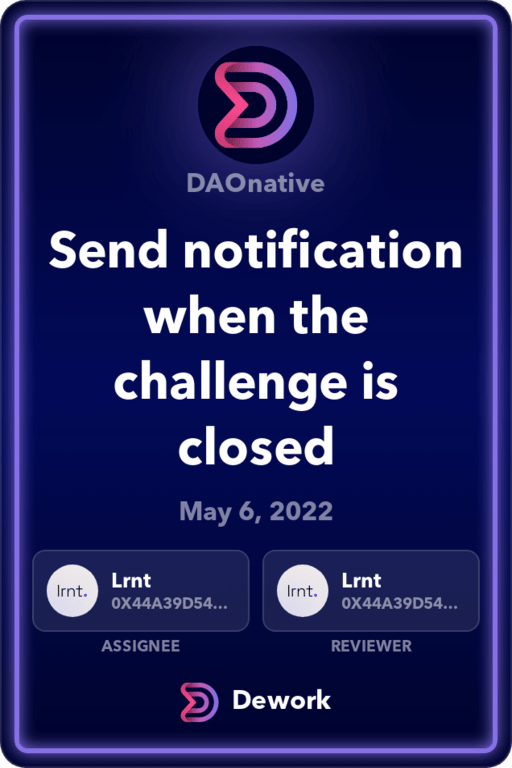 DAOnative
Send notification
when the
challenge is
closed
May 6, 2022
lrnt.
Lrnt
0X44A39D54...
lrnt.
Lrnt
0X44A39D54...
ASSIGNEE
REVIEWER
Dework